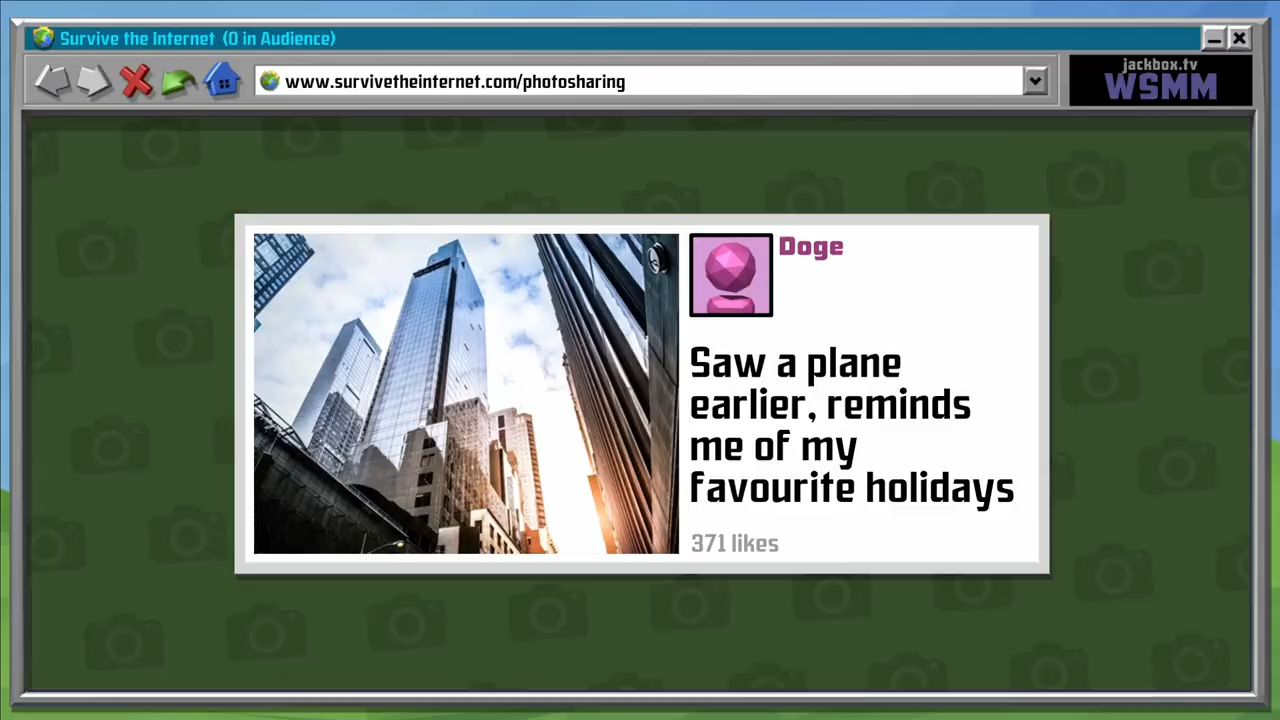 Survive the Internet (0 in Audience)
www.survivetheinternet.com/photosharing
jackbox.tv
WSMM
Doge
Saw a plane
earlier, reminds
me of my
favourite holidays
371 likes